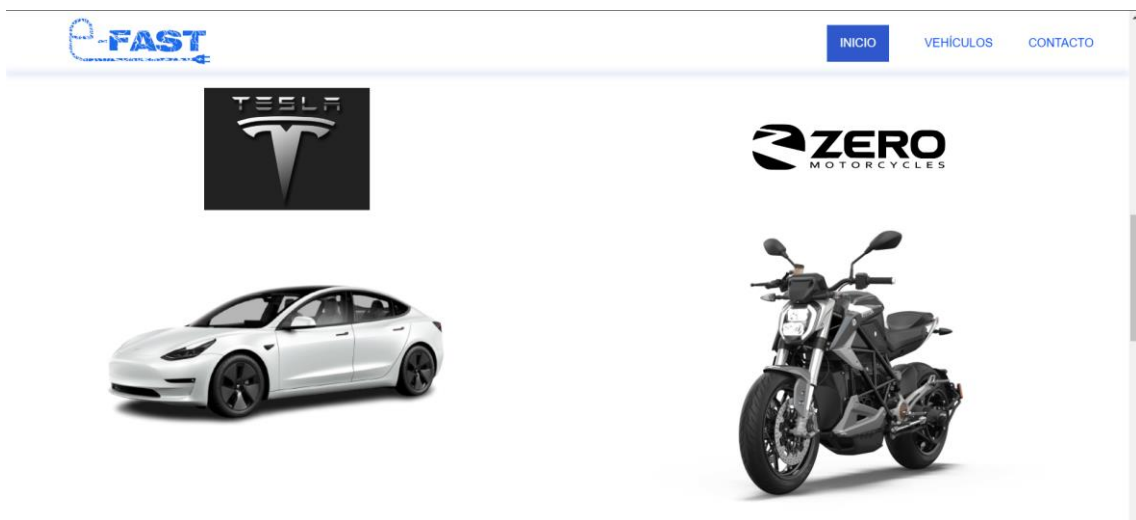 e-FAST
INICIO
VEHÍCULOS
CONTACTO
TESLA
ZERO
MOTORCYCLES